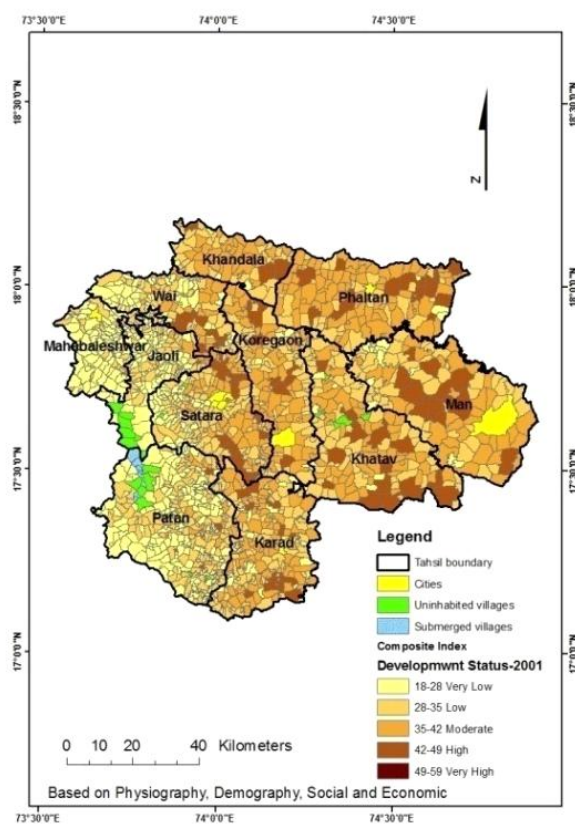 73°30'0"E 74°0'0"E 74°30'0"E
18°30'0"N 18°30'0"N
Z
Khandala
18°0'0"N 18°0'0"N
Wai Phaltan
Mahabaleshwar Jaoli Koregaon
Man
Satara
Khatav
17°30'0"N 17°30'0"N
Patan Karad
Legend
Tahsil boundary
Cities
Uninhabited villages
Submerged villages
Composite Index
Developmwnt Status-2001
17°0'0"N 17°0'0"N
18-28 Very Low
28-35 Low
35-42 Moderate
42-49 High
49-59 Very High
0 10 20 40 Kilometers
Based on Physiography, Demography, Social and Economic
73°30'0"E 74°0'0"E 74°30'0"E